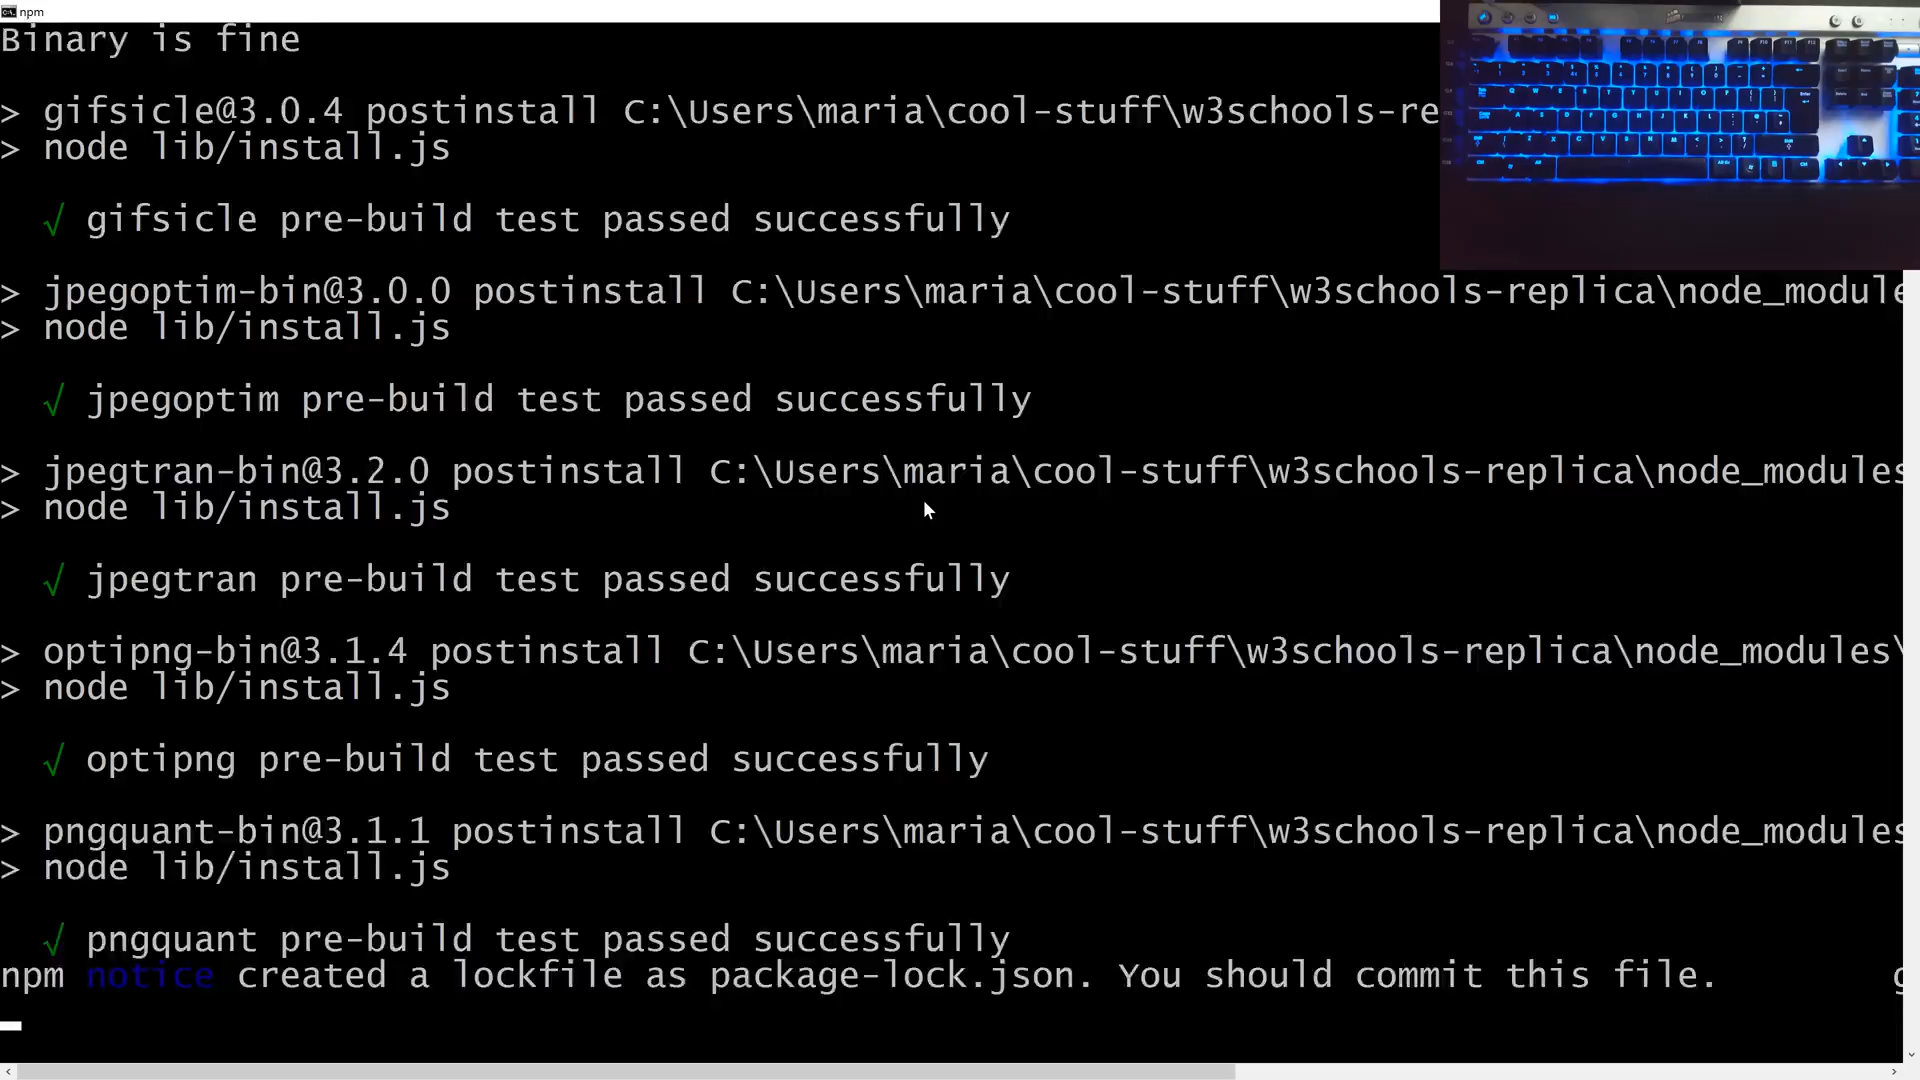 npm
Binary is fine
> gifsicle@3.0.4 postinstall C:\Users\maria\cool-stuff\w3schools-re
> node lib/install.js
√ gifsicle pre-build test passed successfully
> jpegoptim-bin@3.0.0 postinstall C:\Users\maria\cool-stuff\w3schools-replica\node_module
> node lib/install.js
√ jpegoptim pre-build test passed successfully
> jpegtran-bin@3.2.0 postinstall C:\Users\maria\cool-stuff\w3schools-replica\node_modules
> node lib/install.js
√ jpegtran pre-build test passed successfully
> optipng-bin@3.1.4 postinstall C:\Users\maria\cool-stuff\w3schools-replica\node_modules\
> node lib/install.js
√ optipng pre-build test passed successfully
> pngquant-bin@3.1.1 postinstall C:\Users\maria\cool-stuff\w3schools-replica\node_modules
> node lib/install.js
√ pngquant pre-build test passed successfully
npm notice created a lockfile as package-lock.json. You should commit this file.